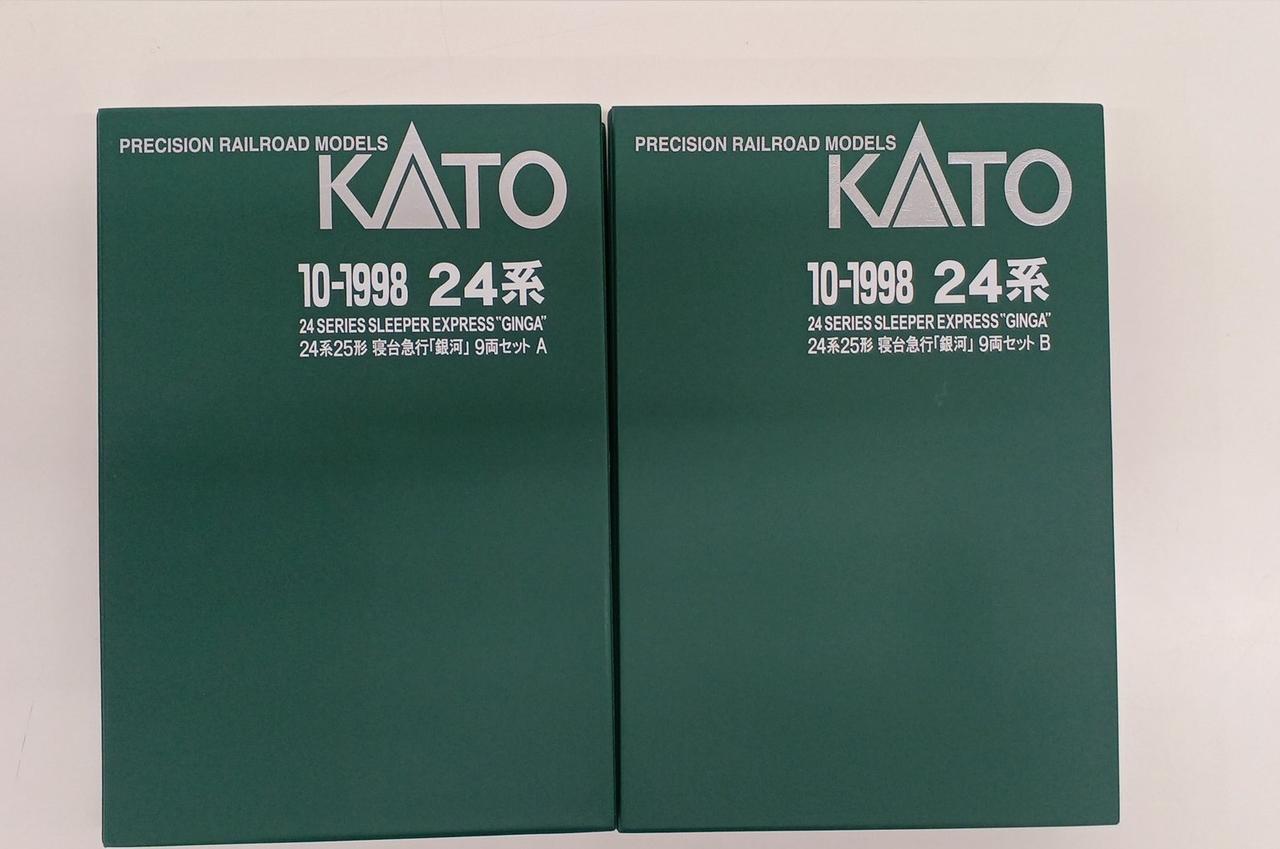 PRECISION RAILROAD MODELS
KATO
10-1998 24系
24 SERIES SLEEPER EXPRESS "GINGA"
24系25形 寝台急行「銀河」 9両セット A
PRECISION RAILROAD MODELS
KATO
10-1998 24系
24 SERIES SLEEPER EXPRESS "GINGA"
24系25形 寝台急行「銀河」 9両セット B